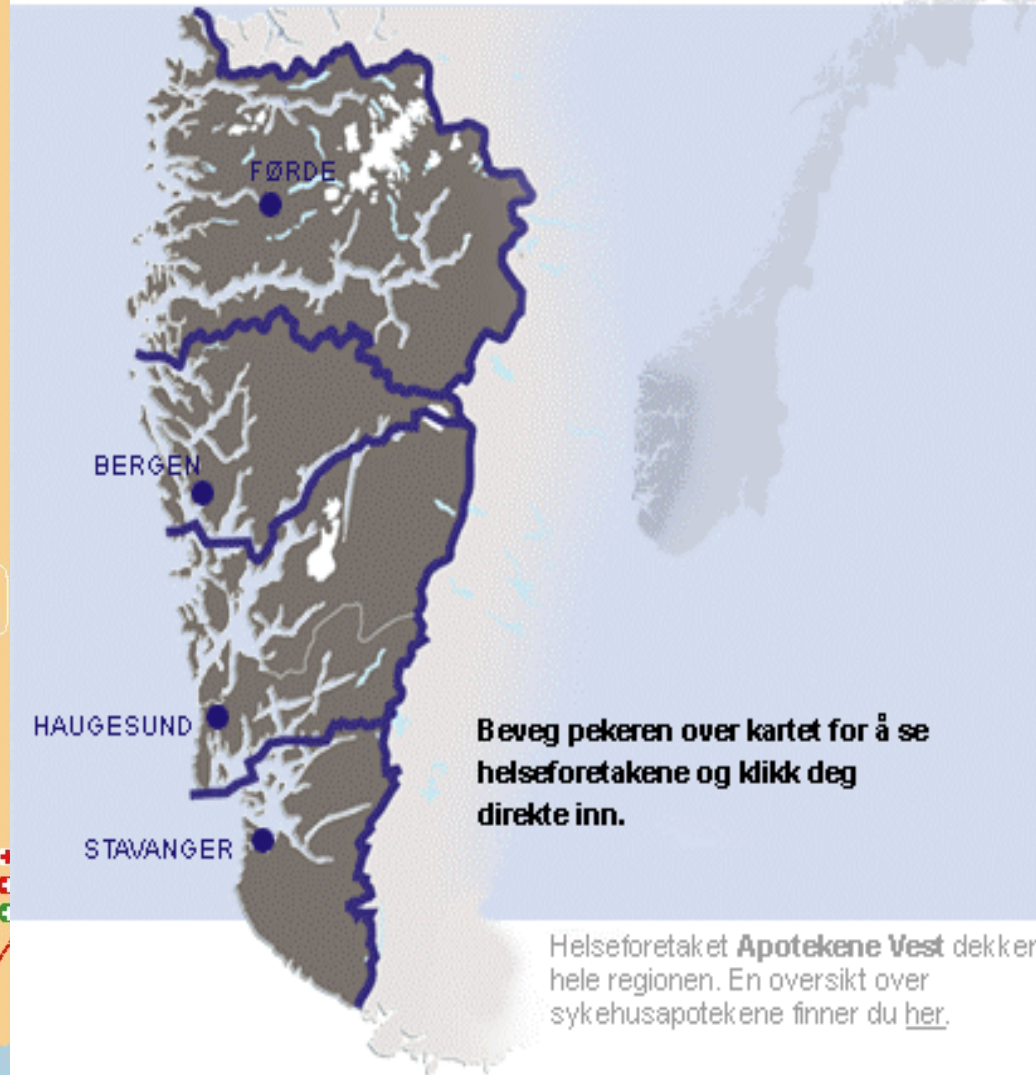 FØRDE
BERGEN
HAUGESUND
Beveg pekeren over kartet for å se
helseforetakene og klikk deg
direkte inn.
STAVANGER
Helseforetaket Apotekene Vest dekker
hele regionen. En oversikt over
sykehusapotekene finner du her.